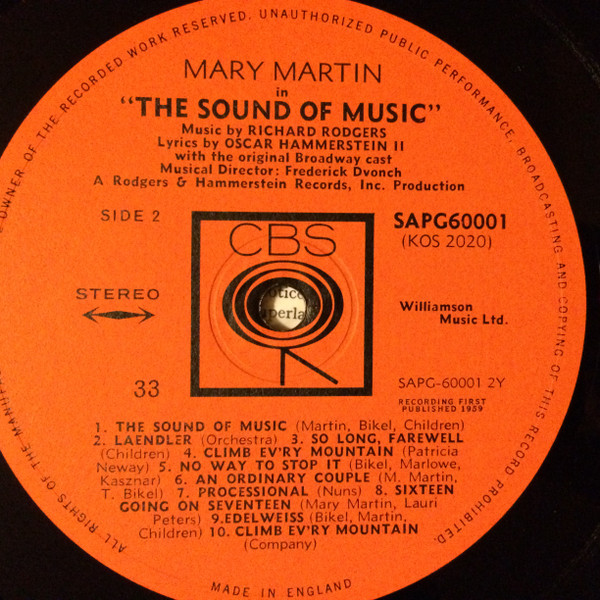 OWNER OF THE RECORDED WORK RESERVED. UNAUTHORIZED PUBLIC PERFORMANCE, BROADCASTING AND COPYING OF THIS RECORD PROHIBITED.
MARY MARTIN
in
"THE SOUND OF MUSIC"
Music by RICHARD RODGERS
Lyrics by OSCAR HAMMERSTEIN II
with the original Broadway cast
Musical Director: Frederick Dvonch
A Rodgers & Hammerstein Records, Inc. Production
SIDE 2
SAPG60001
(KOS 2020)
CBS
STEREO
Williamson
Music Ltd.
33
SAPG-60001 2Y
RECORDING FIRST
PUBLISHED 1959
1. THE SOUND OF MUSIC (Martin, Bikel, Children)
2. LAENDLER (Orchestra) 3. SO LONG, FAREWELL
(Children) 4. CLIMB EV'RY MOUNTAIN (Patricia
Neway) 5. NO WAY TO STOP IT (Bikel, Marlowe,
Kasznar) 6. AN ORDINARY COUPLE (M. Martin,
T. Bikel) 7. PROCESSIONAL (Nuns) 8. SIXTEEN
GOING ON SEVENTEEN (Mary Martin, Lauri
Peters) 9.EDELWEISS (Bikel, Martin,
Children) 10. CLIMB EV'RY MOUNTAIN
(Company)
ALL RIGHTS OF THE
MADE IN ENGLAND